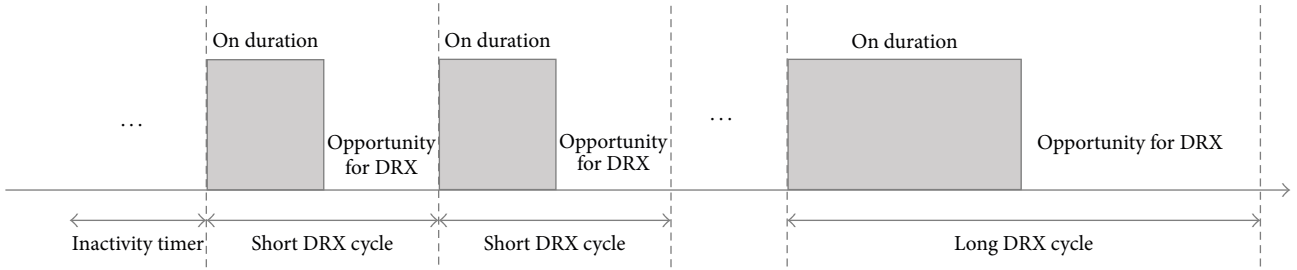 On duration
On duration
On duration
...
Opportunity
for DRX
Opportunity
for DRX
...
Opportunity for DRX
Inactivity timer
Short DRX cycle
Short DRX cycle
Long DRX cycle